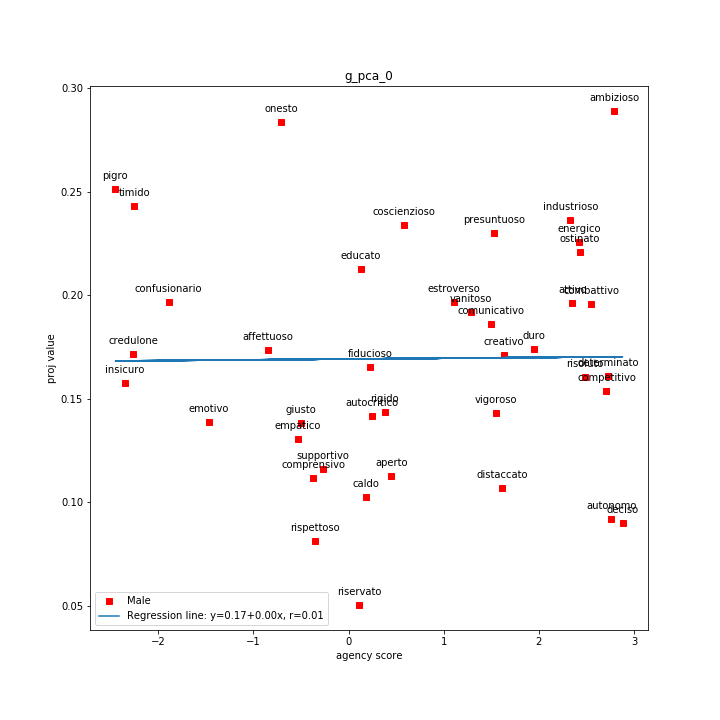 g_pca_0
0.30
0.25
0.20
0.15
0.10
0.05
proj value
ambizioso
onesto
pigro
timido
industrioso
coscienzioso
presuntuoso
energico
ostinato
educato
confusionario
estroverso
attivo
combattivo
vanitoso
comunicativo
credulone
affettuoso
duro
creativo
fiducioso
insicuro
risoluto
determinato
competitivo
emotivo
giusto
autocritico
rigido
vigoroso
empatico
supportivo
comprensivo
aperto
caldo
distaccato
autonomo
deciso
rispettoso
riservato
Male
Regression line: y=0.17+0.00x, r=0.01
−2
−1
0
1
2
3
agency score